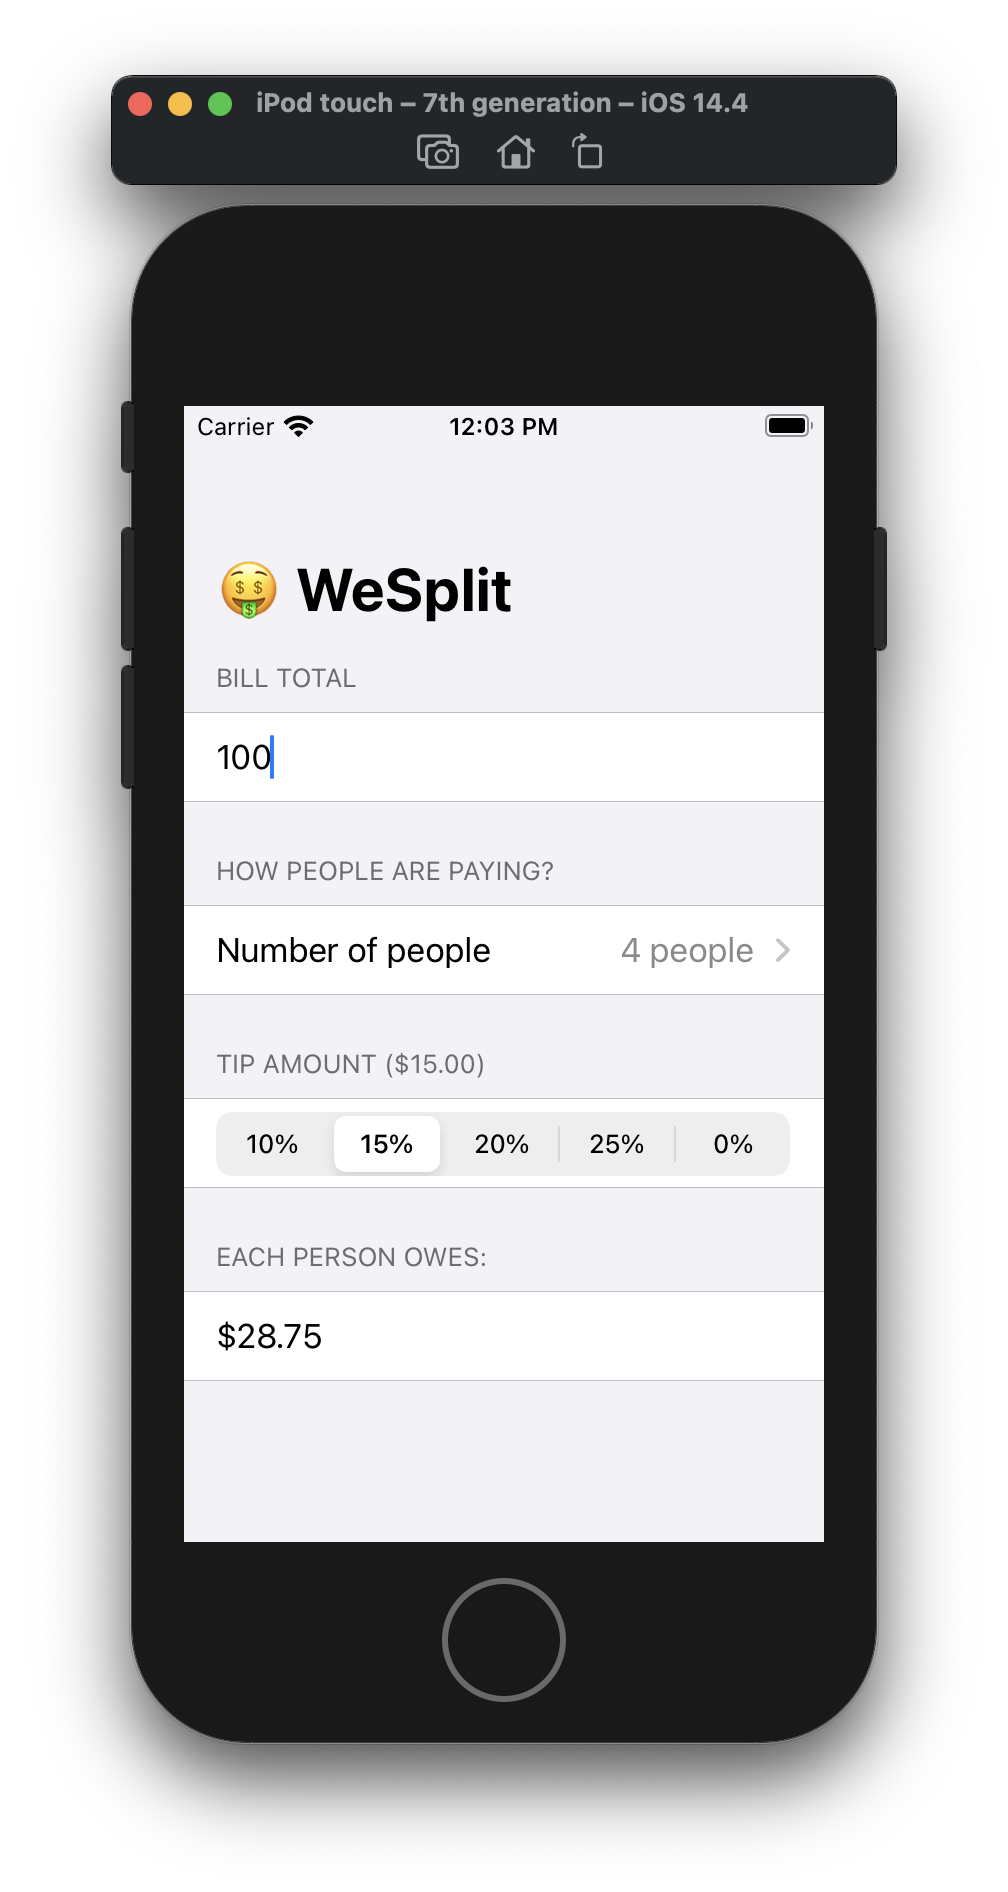 iPod touch – 7th generation – iOS 14.4
Carrier 12:03 PM
🤑 WeSplit
BILL TOTAL
100
HOW PEOPLE ARE PAYING?
Number of people 4 people
TIP AMOUNT ($15.00)
10% 15% 20% 25% 0%
EACH PERSON OWES:
$28.75